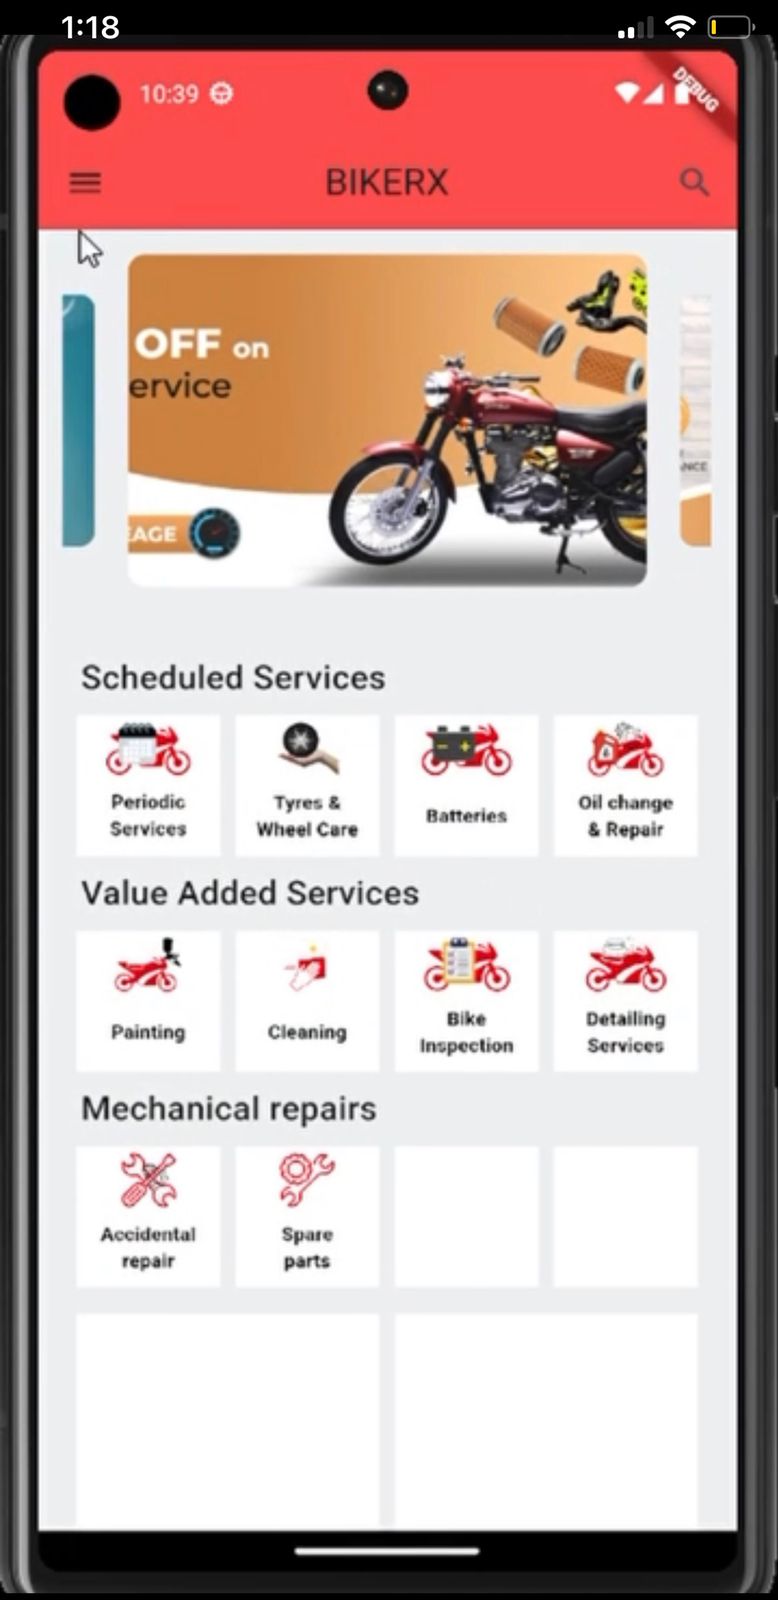 1:18
10:39
DEBUG
BIKERX
OFF on
ervice
EAGE
NCE
Scheduled Services
Periodic
Services
Tyres &
Wheel Care
Batteries
Oil change
& Repair
Value Added Services
Painting
Cleaning
Bike
Inspection
Detailing
Services
Mechanical repairs
Accidental
repair
Spare
parts